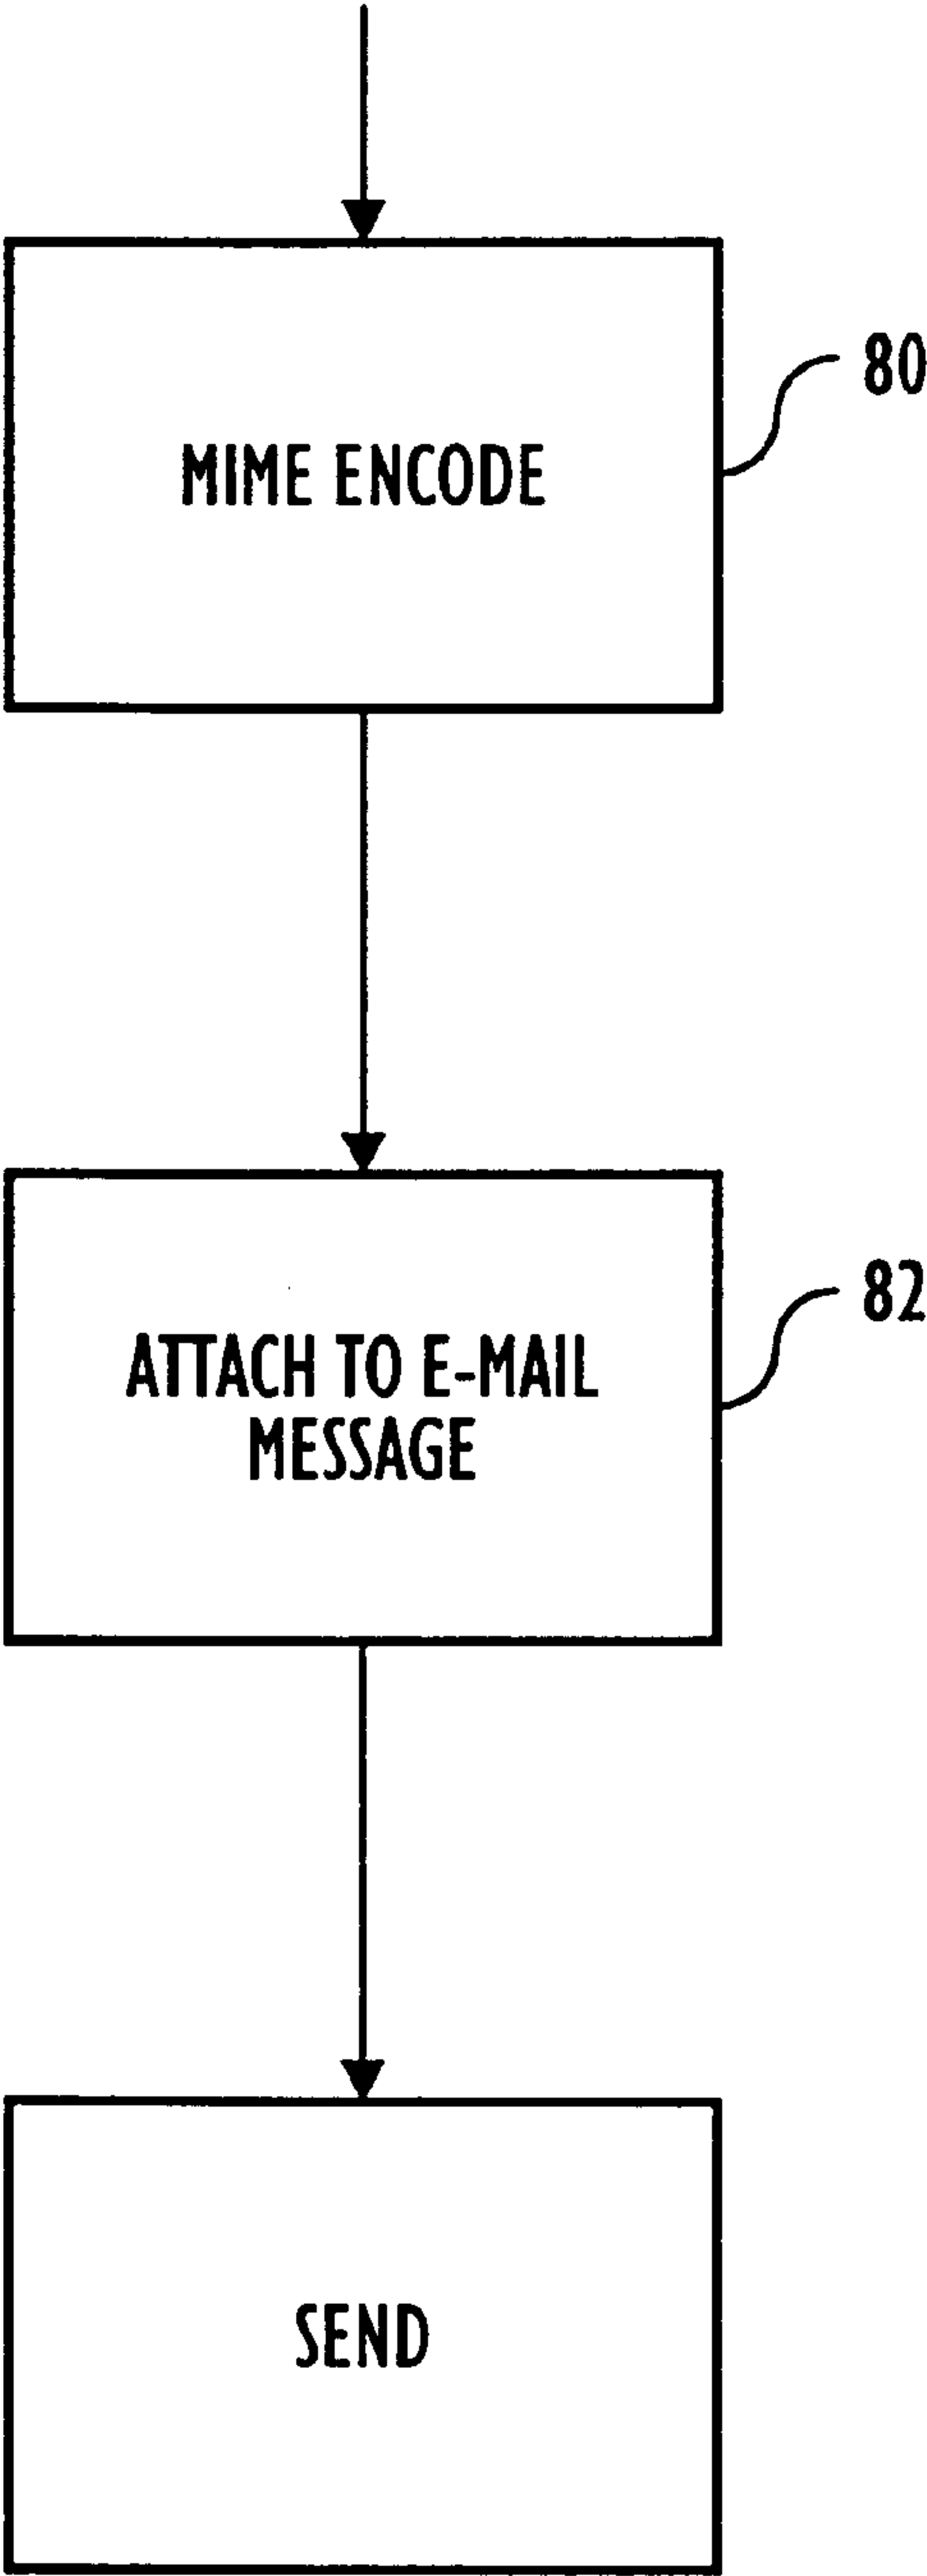 MIME ENCODE
80
ATTACH TO E-MAIL
MESSAGE
82
SEND